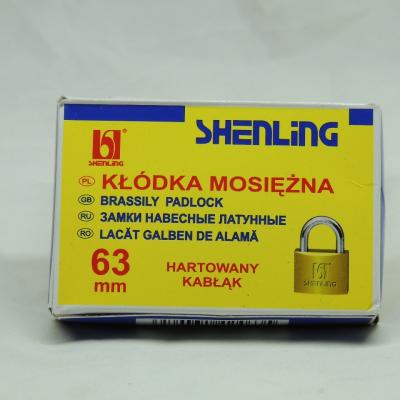 SHENLING
SHENLING
PL KŁÓDKA MOSIĘŻNA
GB BRASSILY PADLOCK
RU ЗАМКИ НАВЕСНЫЕ ЛАТУННЫЕ
RO LACĂT GALBEN DE ALAMĂ
63
mm
HARTOWANY
KABŁĄK
SHENLING